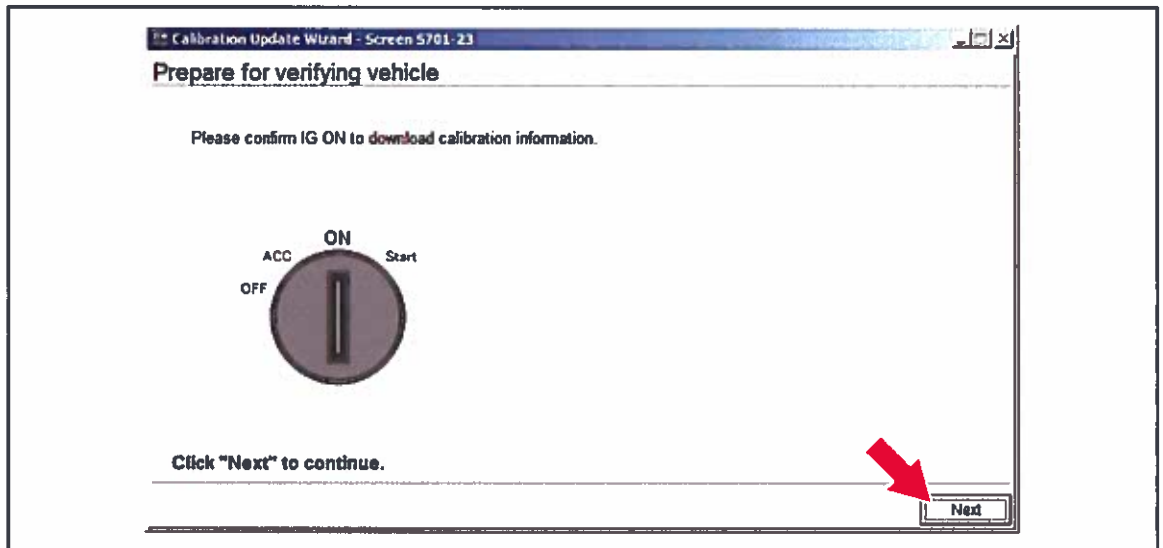 Calibration Update Wizard - Screen S701-23
Prepare for verifying vehicle
Please confirm IG ON to download calibration information.
ON
ACC
Start
OFF
Click "Next" to continue.
Next